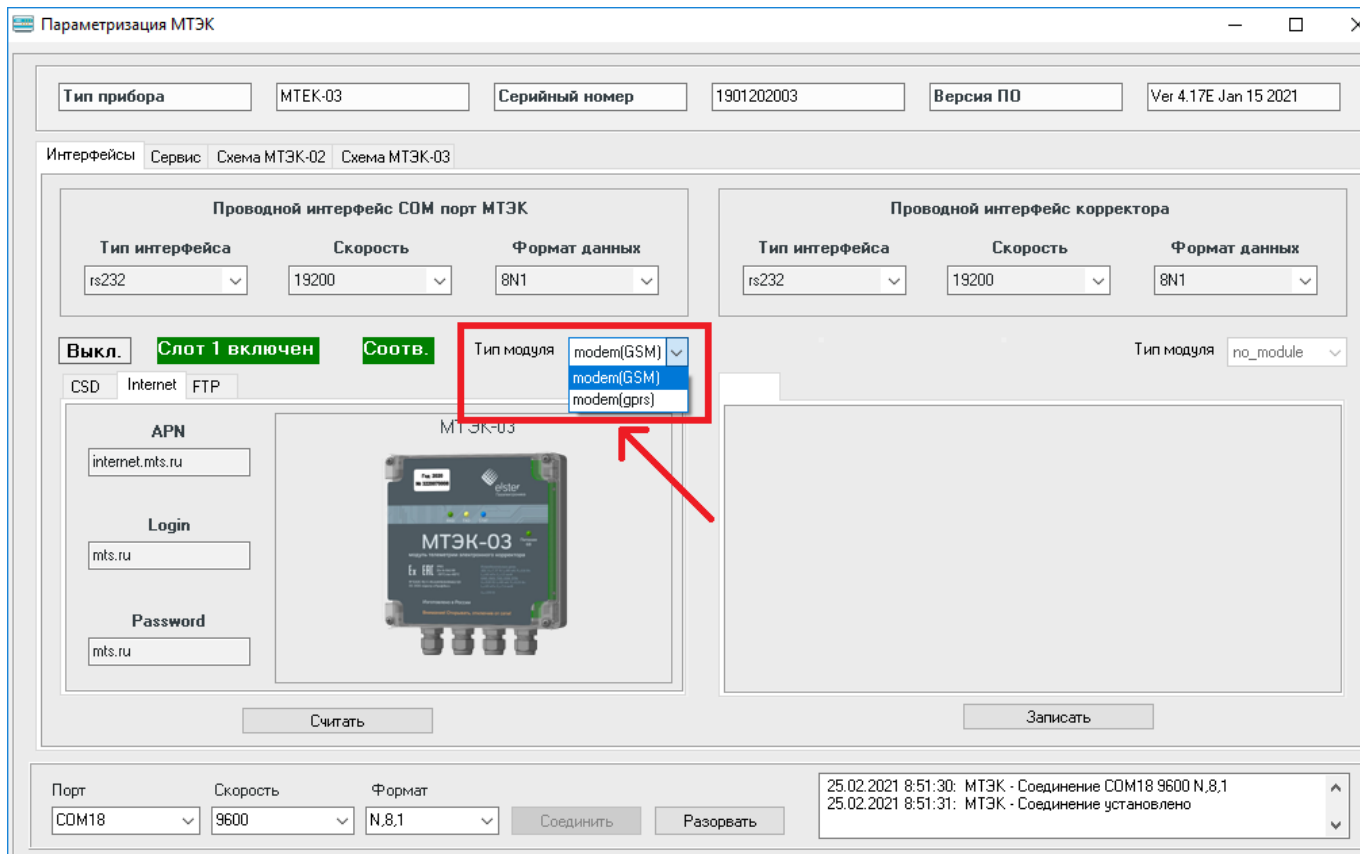 Параметризация МТЭК
Тип прибора МТЕК-03 Серийный номер 1901202003 Версия ПО Ver 4.17E Jan 15 2021
Интерфейсы Сервис Схема МТЭК-02 Схема МТЭК-03
Проводной интерфейс COM порт МТЭК
Тип интерфейса Скорость Формат данных
rs232 19200 8N1
Проводной интерфейс корректора
Тип интерфейса Скорость Формат данных
rs232 19200 8N1
Выкл. Слот 1 включен Соотв. Тип модуля modem(GSM)
modem(GSM)
modem(gprs)
Тип модуля no_module
CSD Internet FTP
APN
internet.mts.ru
Login
mts.ru
Password
mts.ru
МТЭК-03
elster
МТЭК-03
Считать
Записать
Порт Скорость Формат
COM18 9600 N,8,1 Соединить Разорвать
25.02.2021 8:51:30: МТЭК - Соединение COM18 9600 N,8,1
25.02.2021 8:51:31: МТЭК - Соединение установлено